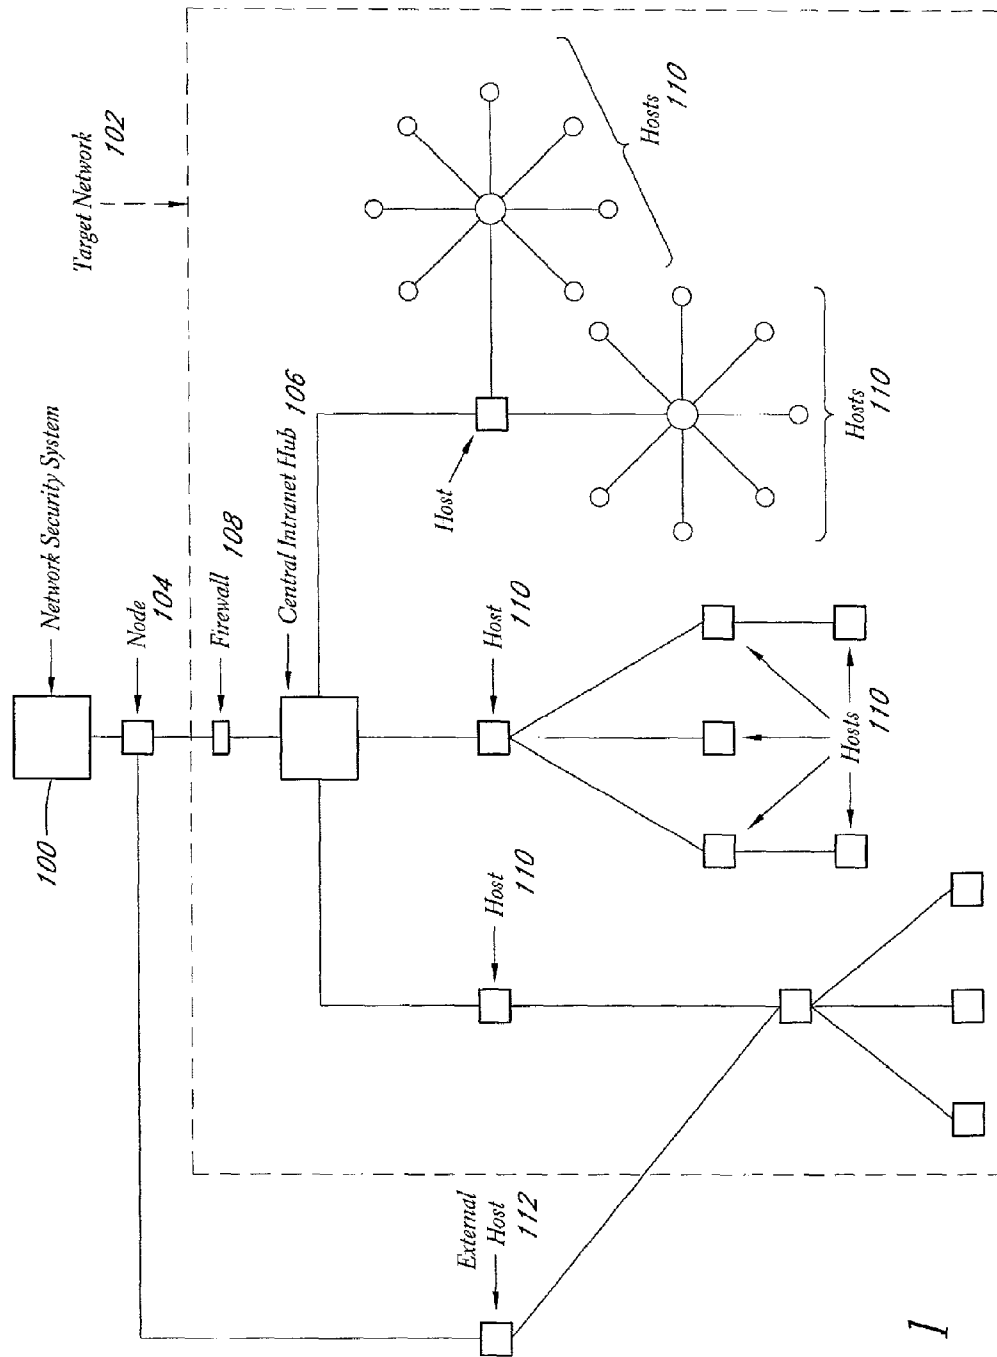 Network Security System
100
Node
104
Target Network
102
Firewall
108
Central Intranet Hub 106
External
Host
112
Host
110
Host
110
Host
Hosts
110
Hosts
110
Hosts
110
1